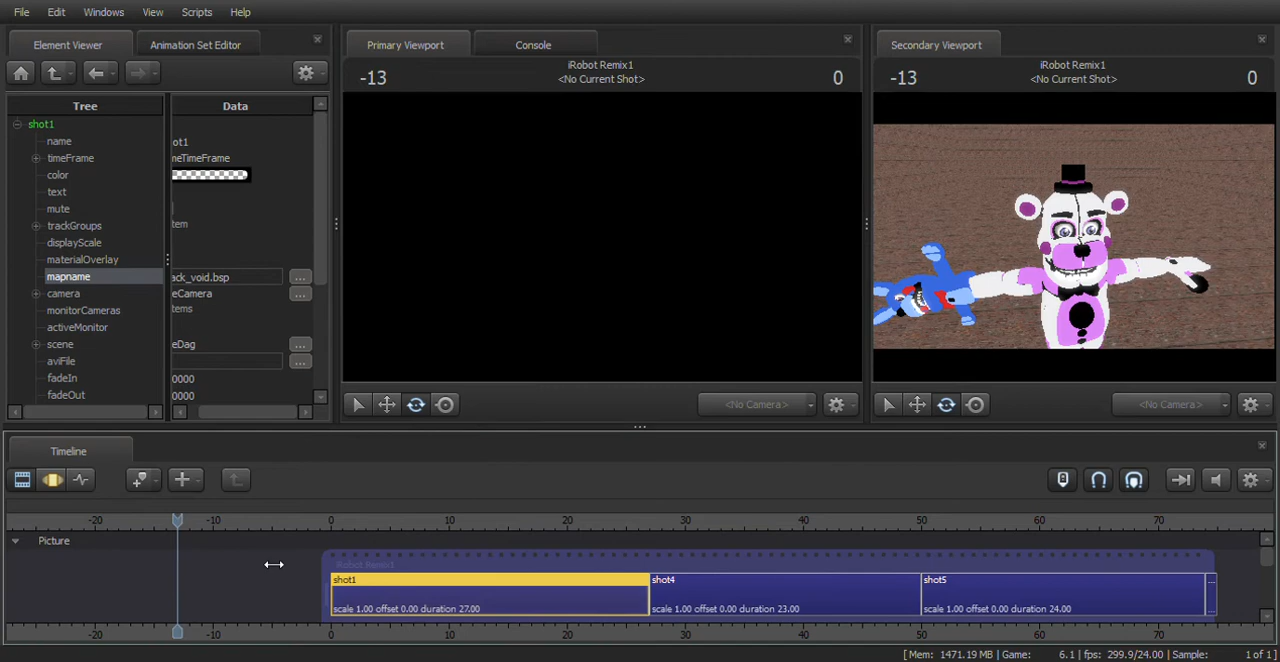 File Edit Windows View Scripts Help
Element Viewer Animation Set Editor Primary Viewport Console Secondary Viewport
-13 iRobot Remix1 0
<No Current Shot>
-13 iRobot Remix1 0
<No Current Shot>
Tree Data
shot1
name ot1
timeFrame meTimeFrame
color
text
mute
trackGroups tem
displayScale
materialOverlay
mapname ack_void.bsp ...
camera eCamera ...
monitorCameras tems
activeMonitor
scene eDag ...
aviFile ...
fadeIn 0000
fadeOut 0000
<No Camera> <No Camera>
Timeline
-20 -10 0 10 20 30 40 50 60 70
Picture
iRobot Remix1
shot1 shot4 shot5 ...
scale 1.00 offset 0.00 duration 27.00 scale 1.00 offset 0.00 duration 23.00 scale 1.00 offset 0.00 duration 24.00 ...
-20 -10 0 10 20 30 40 50 60 70
[ Mem: 1471.19 MB | Game: 6.1 | fps: 299.9/24.00 | Sample: 1 of 1 ]